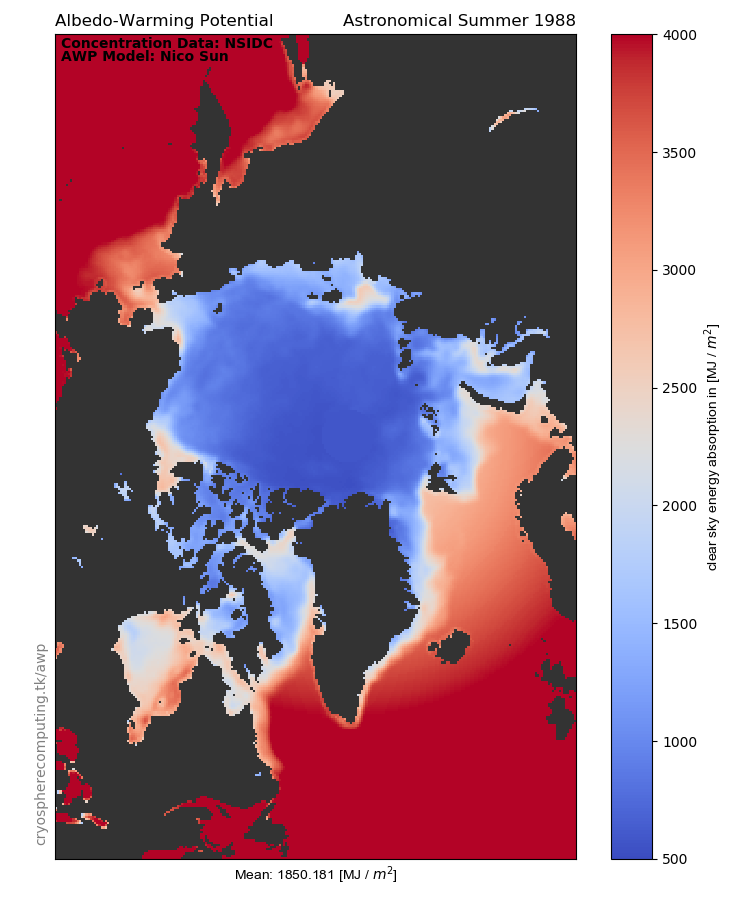 Albedo-Warming Potential Astronomical Summer 1988
Concentration Data: NSIDC
AWP Model: Nico Sun
4000
3500
3000
2500
2000
1500
1000
500
clear sky energy absorption in [MJ / m²]
cryospherecomputing.tk/awp
Mean: 1850.181 [MJ / m²]